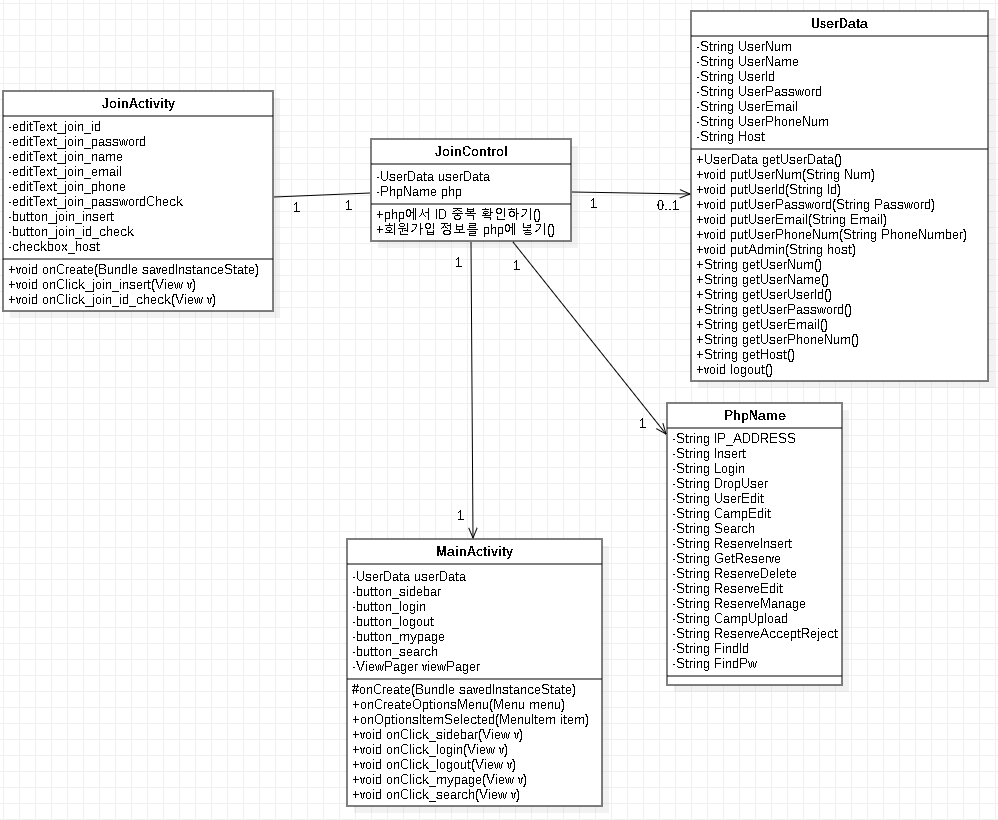 JoinActivity
-editText_join_id
-editText_join_password
-editText_join_name
-editText_join_email
-editText_join_phone
-editText_join_passwordCheck
-button_join_insert
-button_join_id_check
-checkbox_host
+void onCreate(Bundle savedInstanceState)
+void onClick_join_insert(View v)
+void onClick_join_id_check(View v)
1
1
JoinControl
-UserData userData
-PhpName php
+php에서 ID 중복 확인하기()
+회원가입 정보를 php에 넣기()
1
0..1
UserData
-String UserNum
-String UserName
-String UserId
-String UserPassword
-String UserEmail
-String UserPhoneNum
-String Host
+UserData getUserData()
+void putUserNum(String Num)
+void putUserId(String Id)
+void putUserPassword(String Password)
+void putUserEmail(String Email)
+void putUserPhoneNum(String PhoneNumber)
+void putAdmin(String host)
+String getUserNum()
+String getUserName()
+String getUserUserId()
+String getUserPassword()
+String getUserEmail()
+String getUserPhoneNum()
+String getHost()
+void logout()
1
1
1
1
PhpName
-String IP_ADDRESS
-String Insert
-String Login
-String DropUser
-String UserEdit
-String CampEdit
-String Search
-String ReserveInsert
-String GetReserve
-String ReserveDelete
-String ReserveEdit
-String ReserveManage
-String CampUpload
-String ReserveAcceptReject
-String FindId
-String FindPw
MainActivity
-UserData userData
-button_sidebar
-button_login
-button_logout
-button_mypage
-button_search
-ViewPager viewPager
#onCreate(Bundle savedInstanceState)
+onCreateOptionsMenu(Menu menu)
+onOptionsItemSelected(MenuItem item)
+void onClick_sidebar(View v)
+void onClick_login(View v)
+void onClick_logout(View v)
+void onClick_mypage(View v)
+void onClick_search(View v)